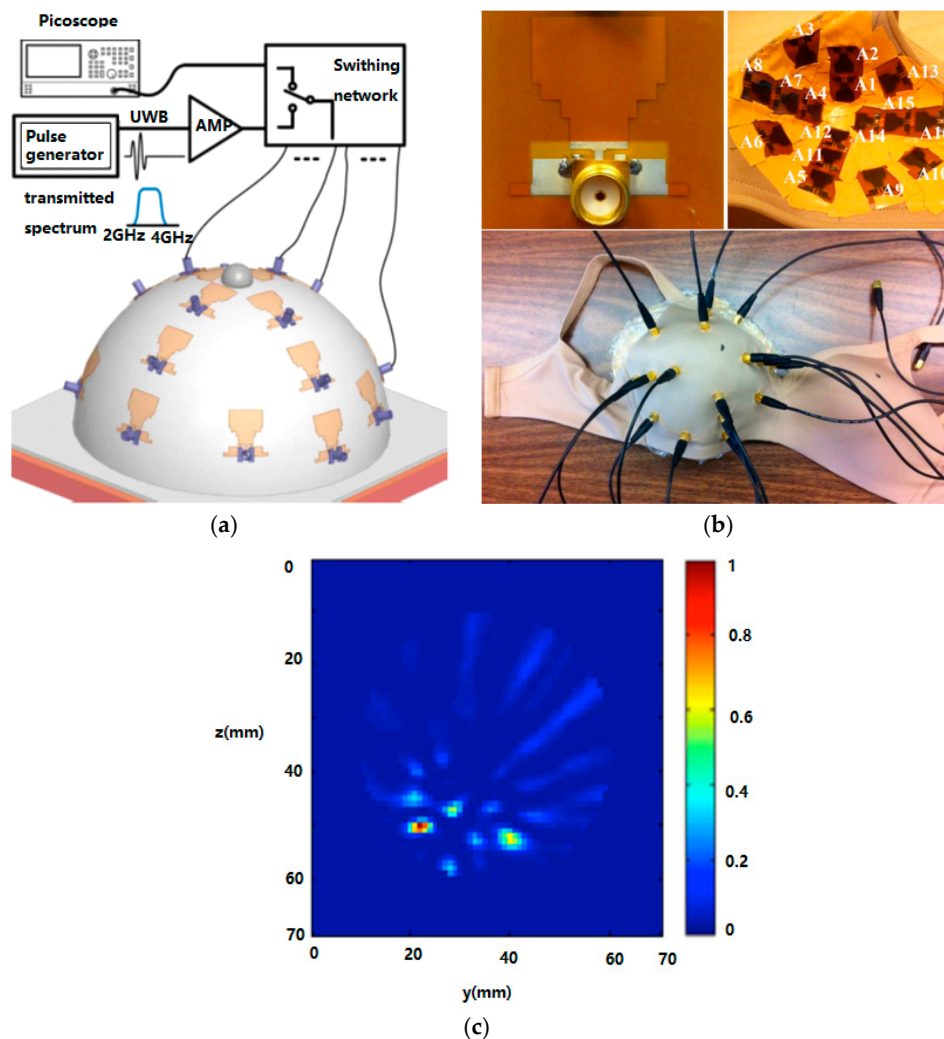 Picoscope
Swithing
network
UWB
AMP
Pulse
generator
transmitted
spectrum
2GHz 4GHz
(a)
A3
A2
A8
A7
A13
A1
A4
A15
A6
A12
A14
A11
A5
A9
A10
(b)
0
20
z(mm)
40
60
70
0
20
40
60
70
y(mm)
1
0.8
0.6
0.4
0.2
0
(c)